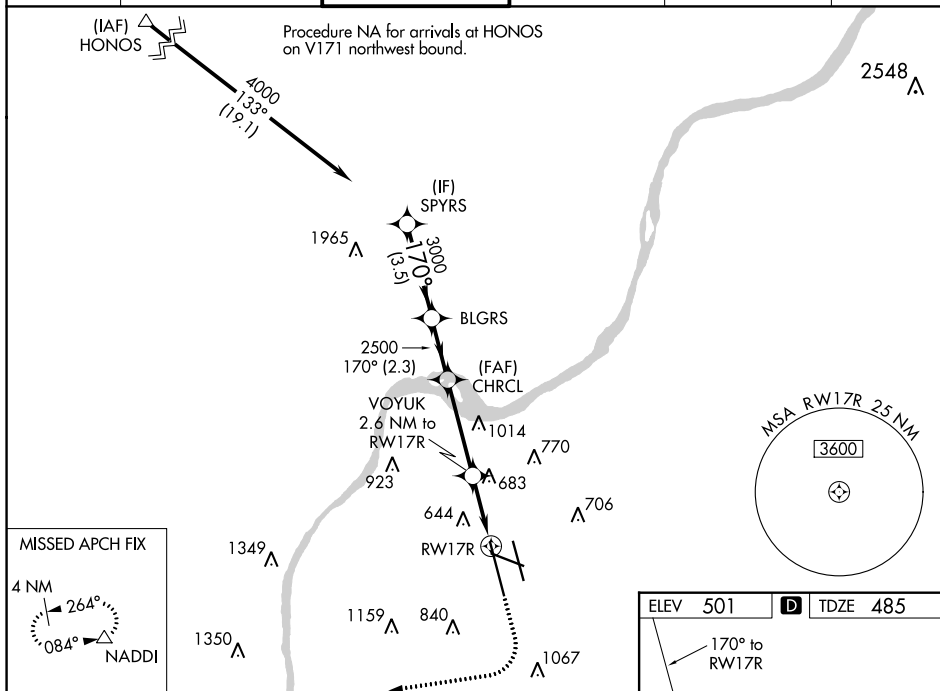 (IAF)
HONOS
Procedure NA for arrivals at HONOS
on V171 northwest bound.
4000
133°
(19.1)
2548
(IF)
SPYRS
1965
3000
170°
(3.5)
BLGRS
2500
170° (2.3)
(FAF)
CHRCL
VOYUK
2.6 NM to
RW17R
1014
770
923
683
706
644
RW17R
MSA RW17R 25 NM
3600
MISSED APCH FIX
4 NM
264°
084°
NADDI
1349
1350
1159
840
1067
ELEV 501 D TDZE 485
170° to
RW17R